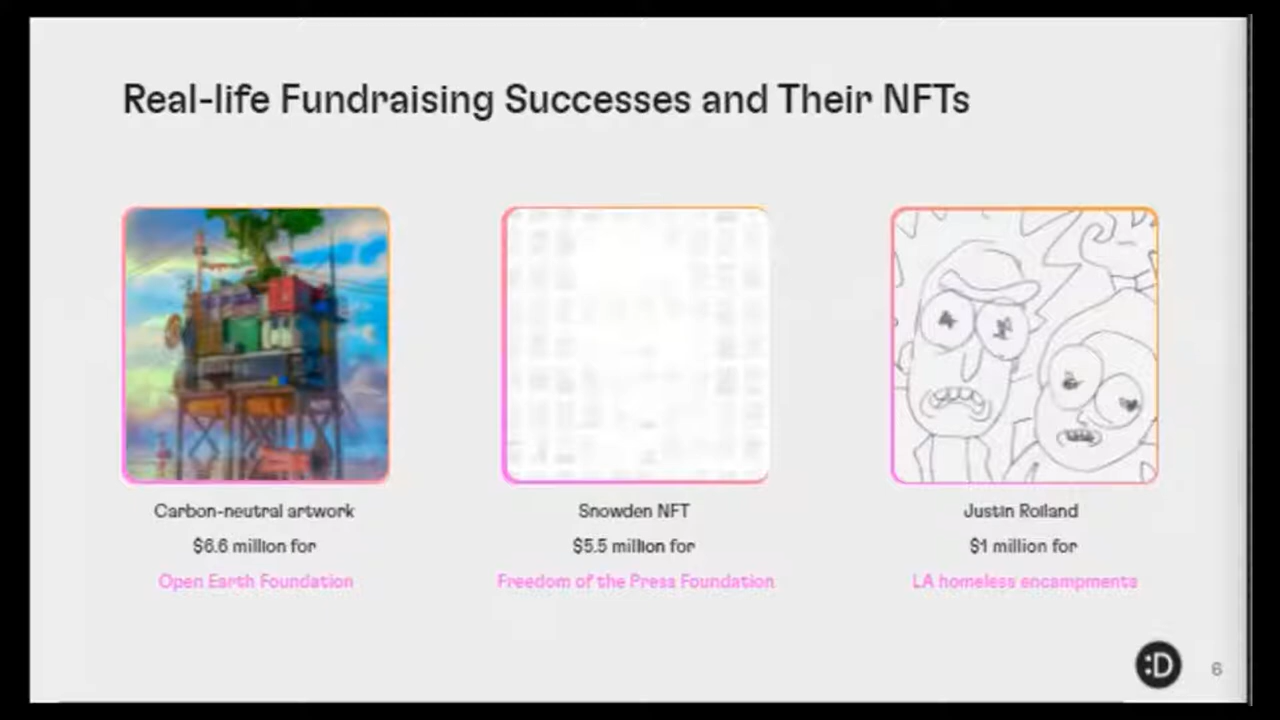 Real-life Fundraising Successes and Their NFTs
Carbon-neutral artwork
$6.6 million for
Open Earth Foundation
Snowden NFT
$5.5 million for
Freedom of the Press Foundation
Justin Roiland
$1 million for
LA homeless encampments
:D
6